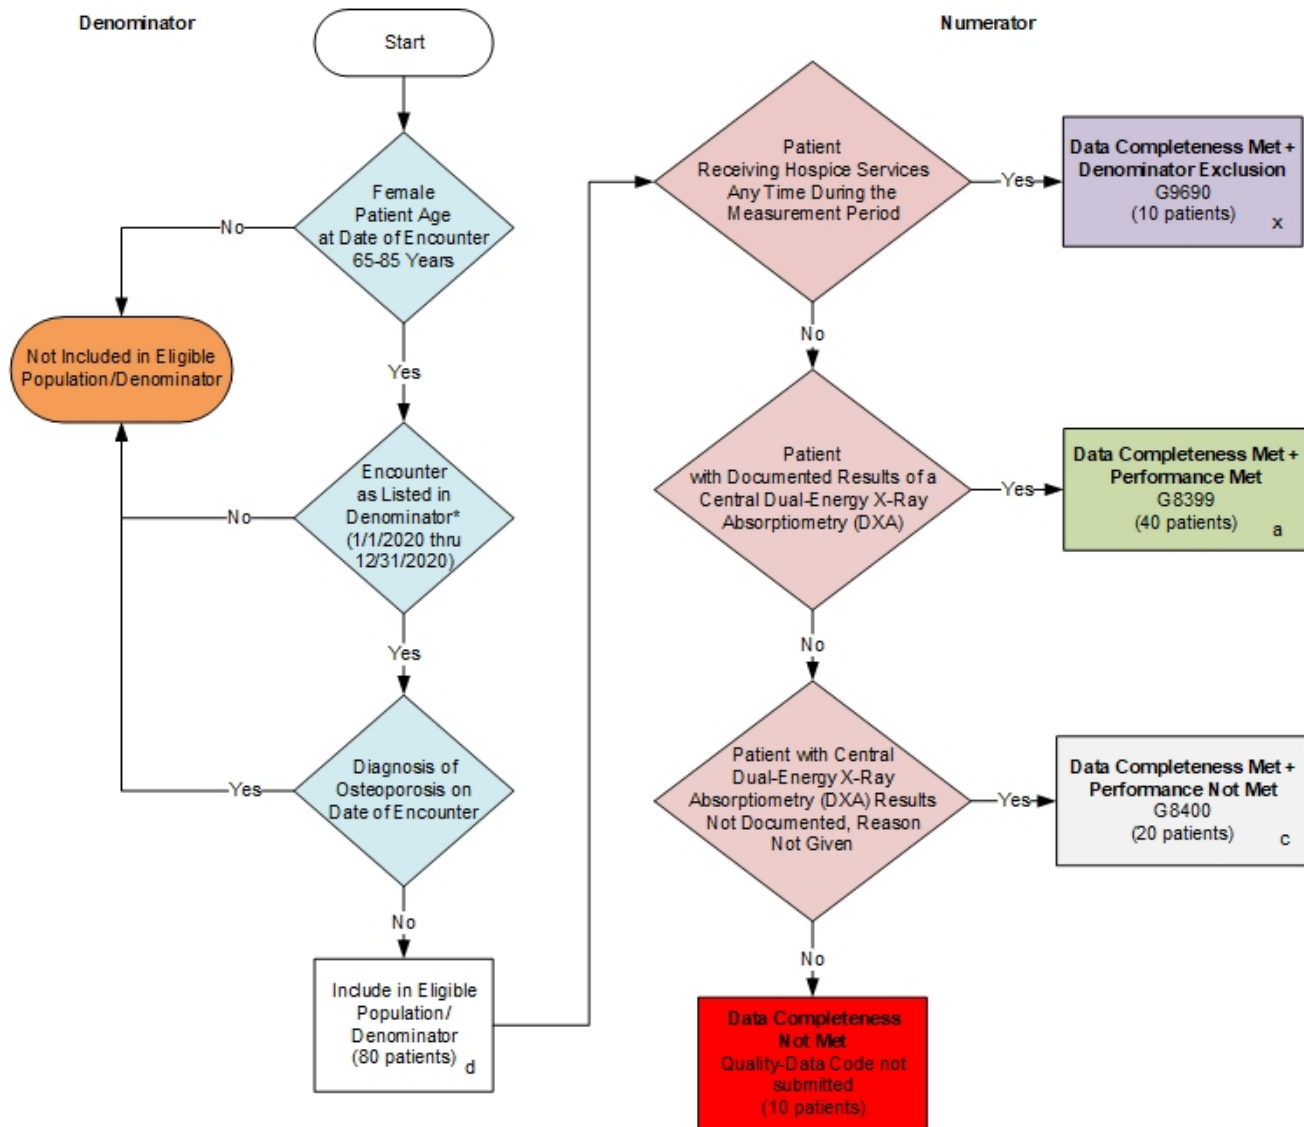 Denominator
Numerator
Start
Female
Patient Age
at Date of Encounter
65-85 Years
No
Not Included in Eligible
Population/Denominator
Yes
Encounter
as Listed in
Denominator*
(1/1/2020 thru
12/31/2020)
No
Yes
Diagnosis of
Osteoporosis on
Date of Encounter
Yes
No
Include in Eligible
Population/
Denominator
(80 patients)
d
Patient
Receiving Hospice Services
Any Time During the
Measurement Period
Yes
Data Completeness Met +
Denominator Exclusion
G9690
(10 patients)
x
No
Patient
with Documented Results of a
Central Dual-Energy X-Ray
Absorptiometry (DXA)
Yes
Data Completeness Met +
Performance Met
G8399
(40 patients)
a
No
Patient with Central
Dual-Energy X-Ray
Absorptiometry (DXA) Results
Not Documented, Reason
Not Given
Yes
Data Completeness Met +
Performance Not Met
G8400
(20 patients)
c
No
Data Completeness
Not Met
Quality-Data Code not
submitted
(10 patients)